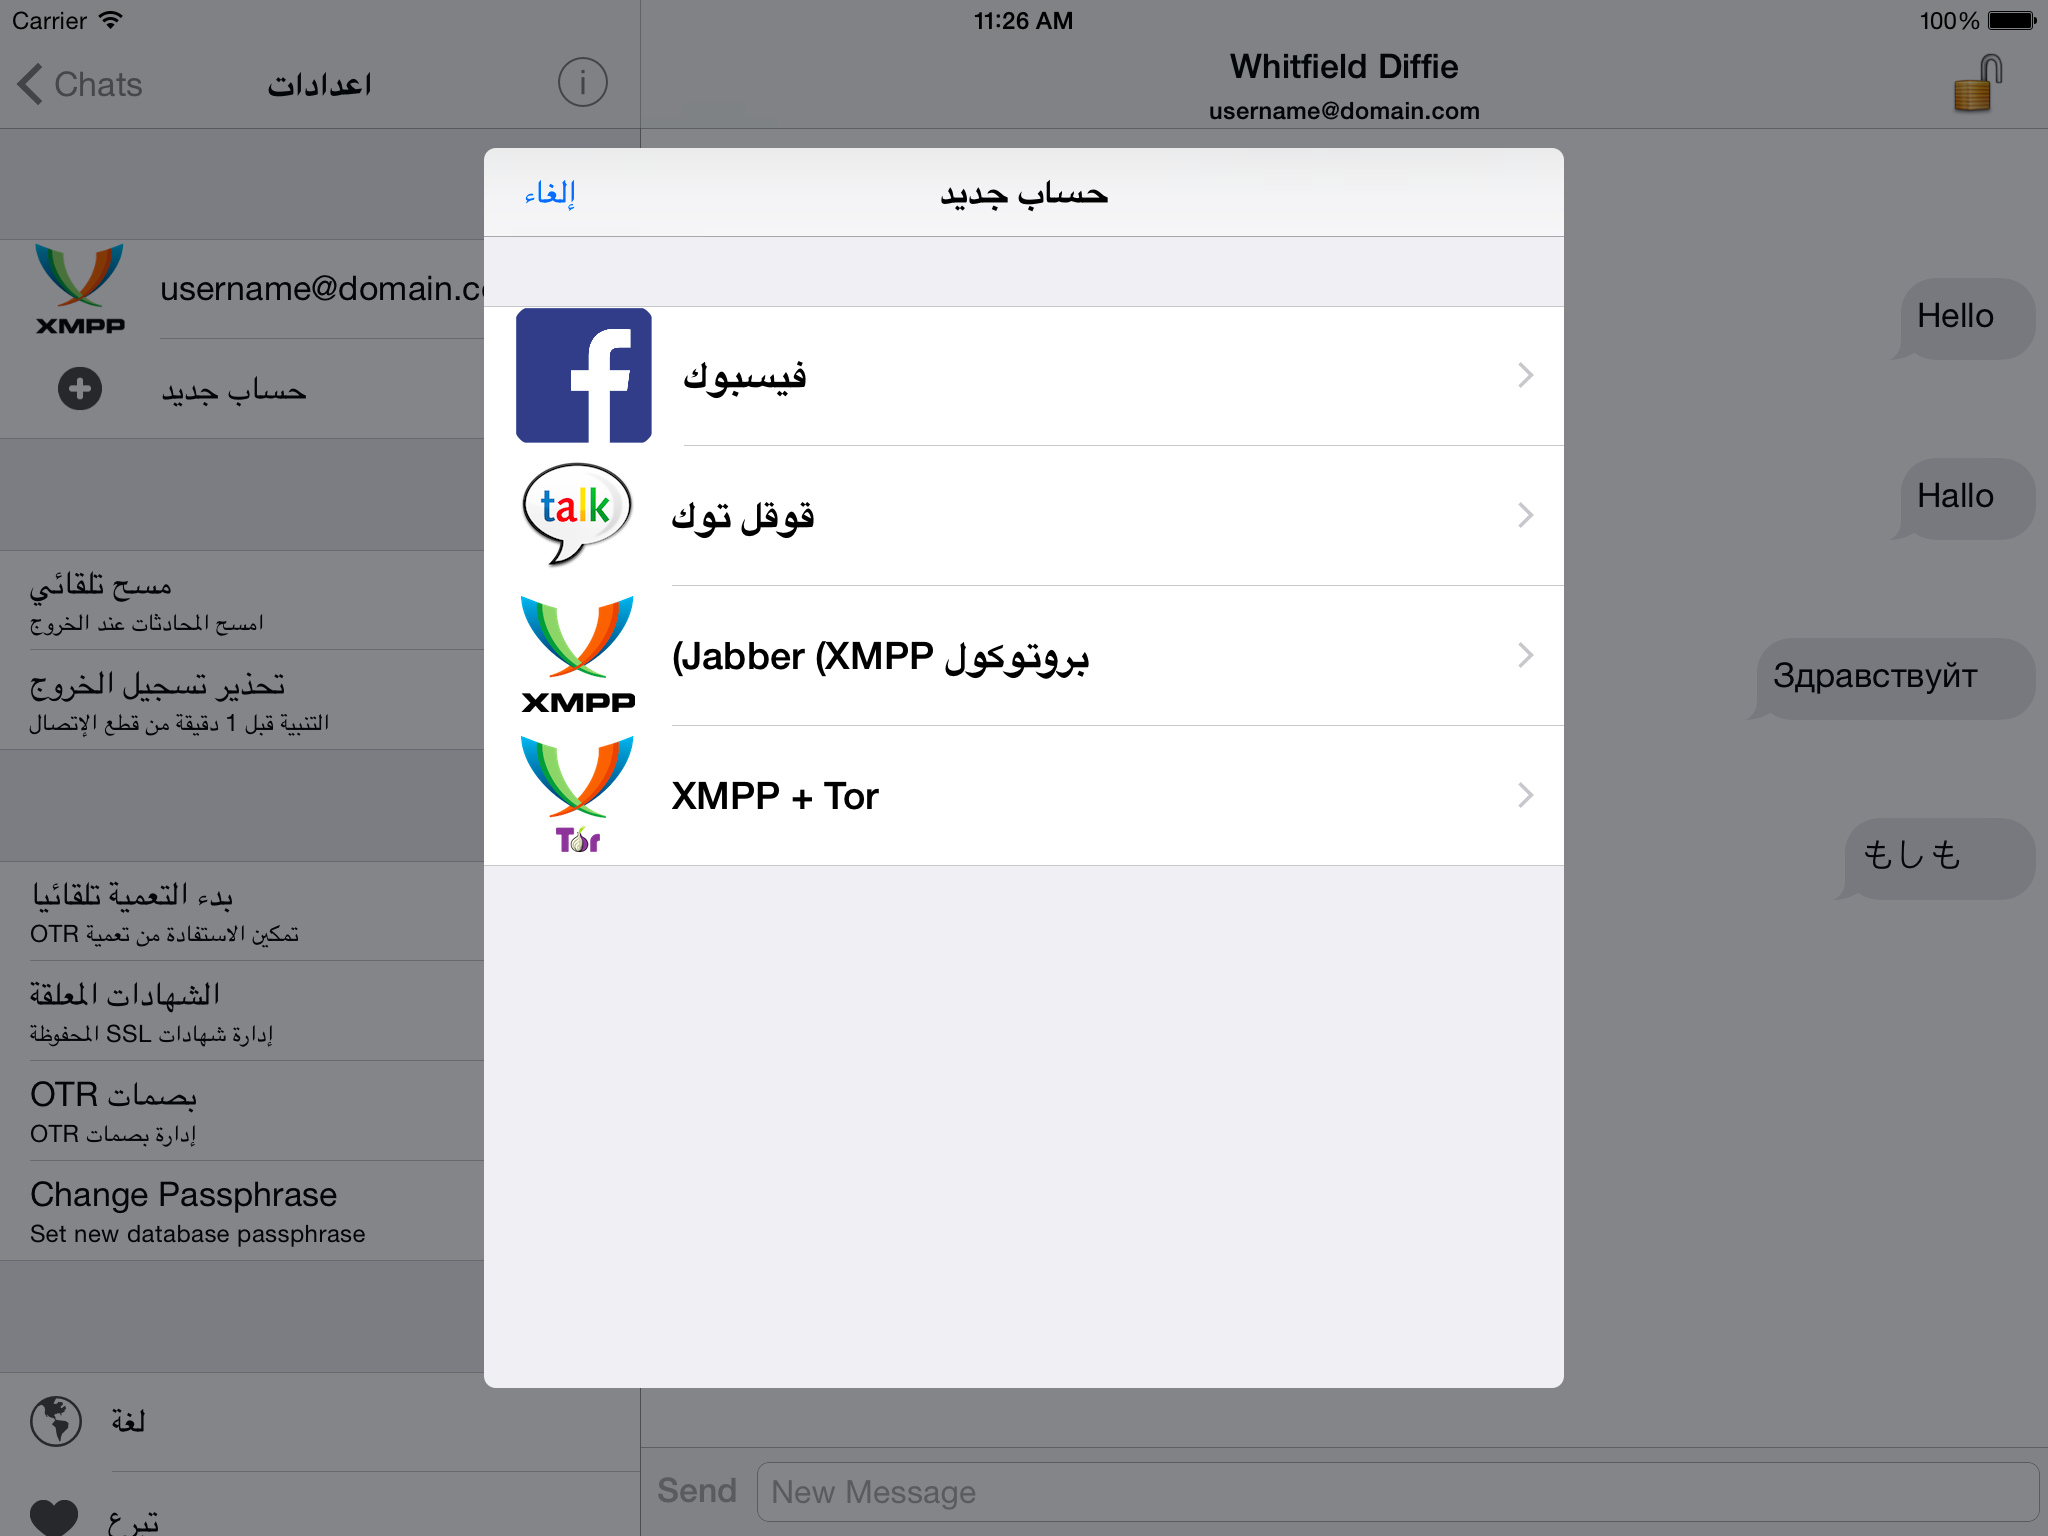 Carrier
11:26 AM
100%
Chats
اعدادات
Whitfield Diffie
username@domain.com
XMPP
username@domain.c
حساب جديد
مسح تلقائي
امسح المحادثات عند الخروج
تحذير تسجيل الخروج
التنبية قبل 1 دقيقة من قطع الإتصال
بدء التعمية تلقائيا
تمكين الاستفادة من تعمية OTR
الشهادات المعلقة
إدارة شهادات SSL المحفوظة
بصمات OTR
إدارة بصمات OTR
Change Passphrase
Set new database passphrase
لغة
تبرع
إلغاء
حساب جديد
فيسبوك
talk
قوقل توك
XMPP
بروتوكول Jabber (XMPP)
Tor
XMPP + Tor
Hello
Hallo
Здравствуйт
もしも
Send
New Message